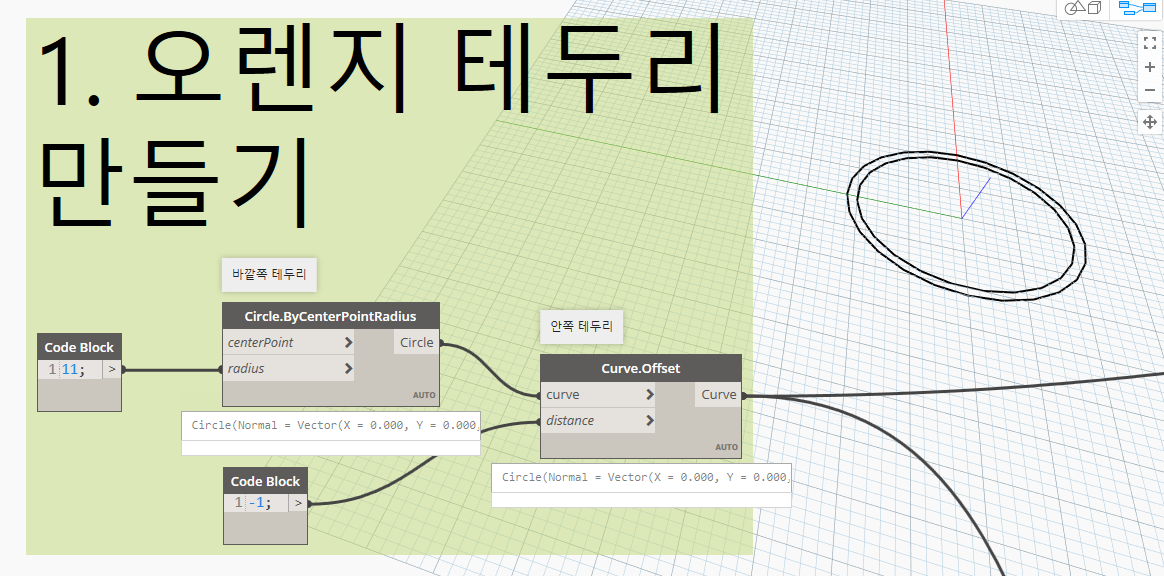 1. 오렌지 테두리
만들기
바깥쪽 테두리
Circle.ByCenterPointRadius
centerPoint > Circle
radius >
AUTO
Code Block
1 11; >
Circle(Normal = Vector(X = 0.000, Y = 0.000,
안쪽 테두리
Curve.Offset
curve > Curve
distance >
AUTO
Circle(Normal = Vector(X = 0.000, Y = 0.000,
Code Block
1 -1; >